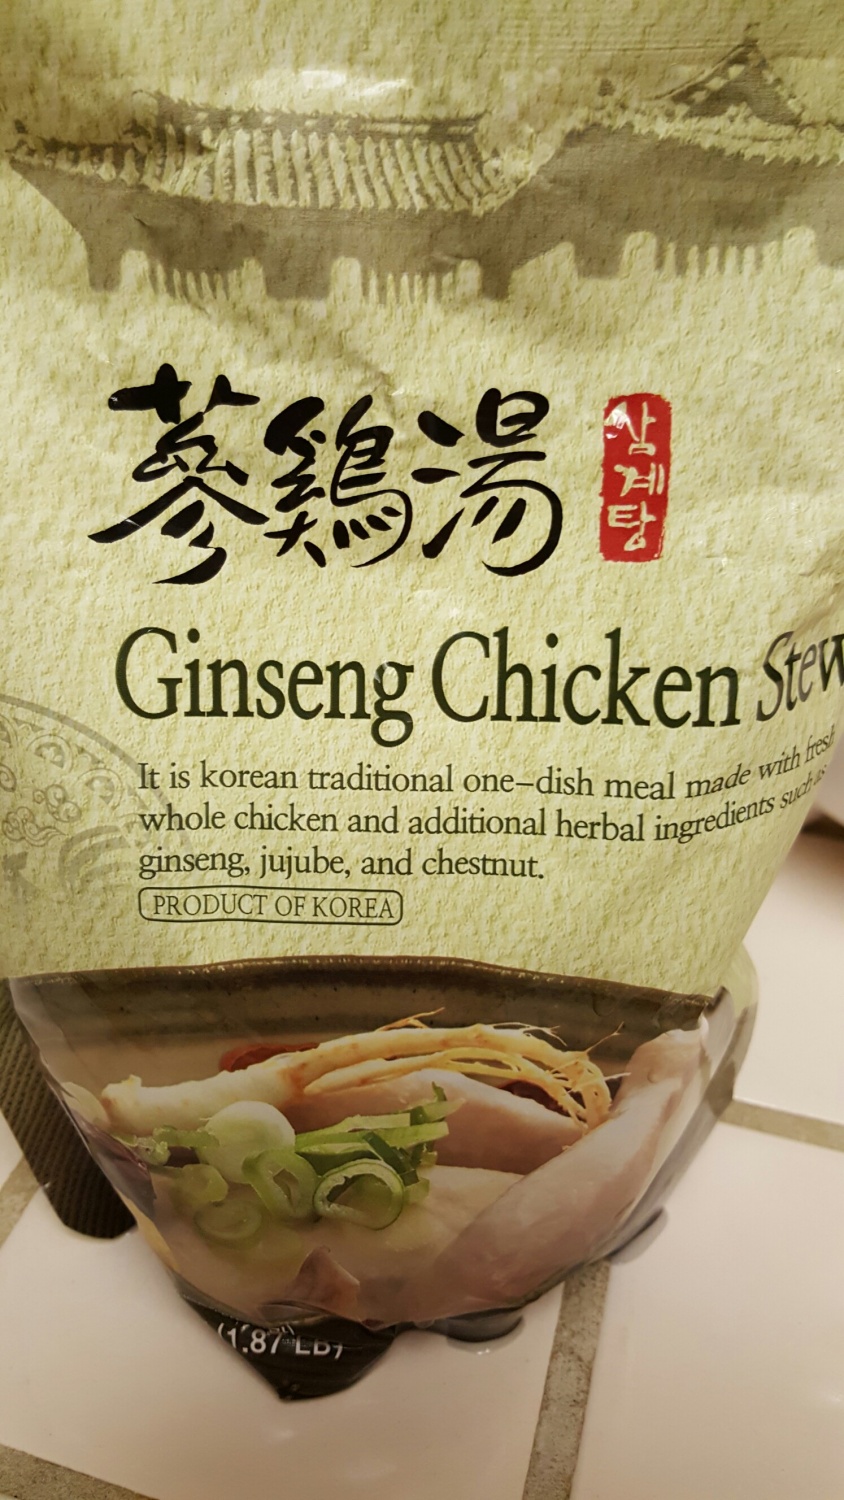 蔘鷄湯
삼계탕
Ginseng Chicken Stew
It is korean traditional one–dish meal made with fresh
whole chicken and additional herbal ingredients such as
ginseng, jujube, and chestnut.
PRODUCT OF KOREA
(1.87 LB)